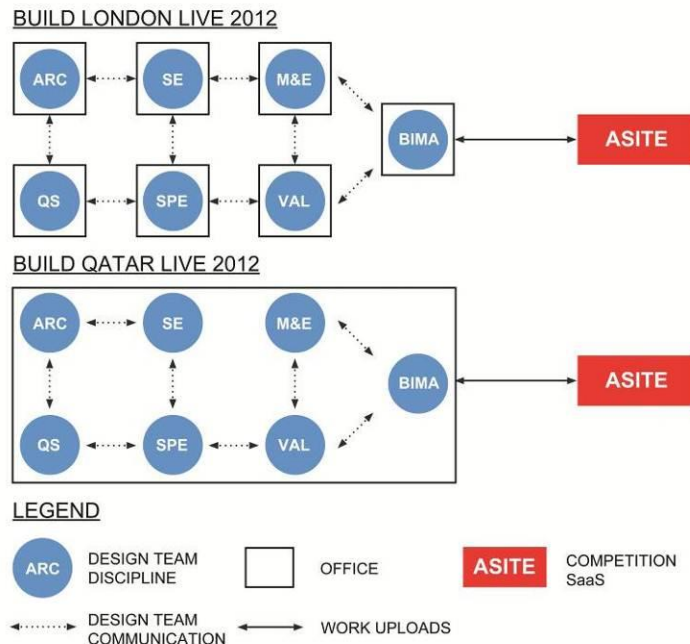 BUILD LONDON LIVE 2012
ARC SE M&E
BIMA ASITE
QS SPE VAL
BUILD QATAR LIVE 2012
ARC SE M&E
BIMA ASITE
QS SPE VAL
LEGEND
ARC DESIGN TEAM DISCIPLINE
OFFICE
ASITE COMPETITION SaaS
DESIGN TEAM COMMUNICATION
WORK UPLOADS